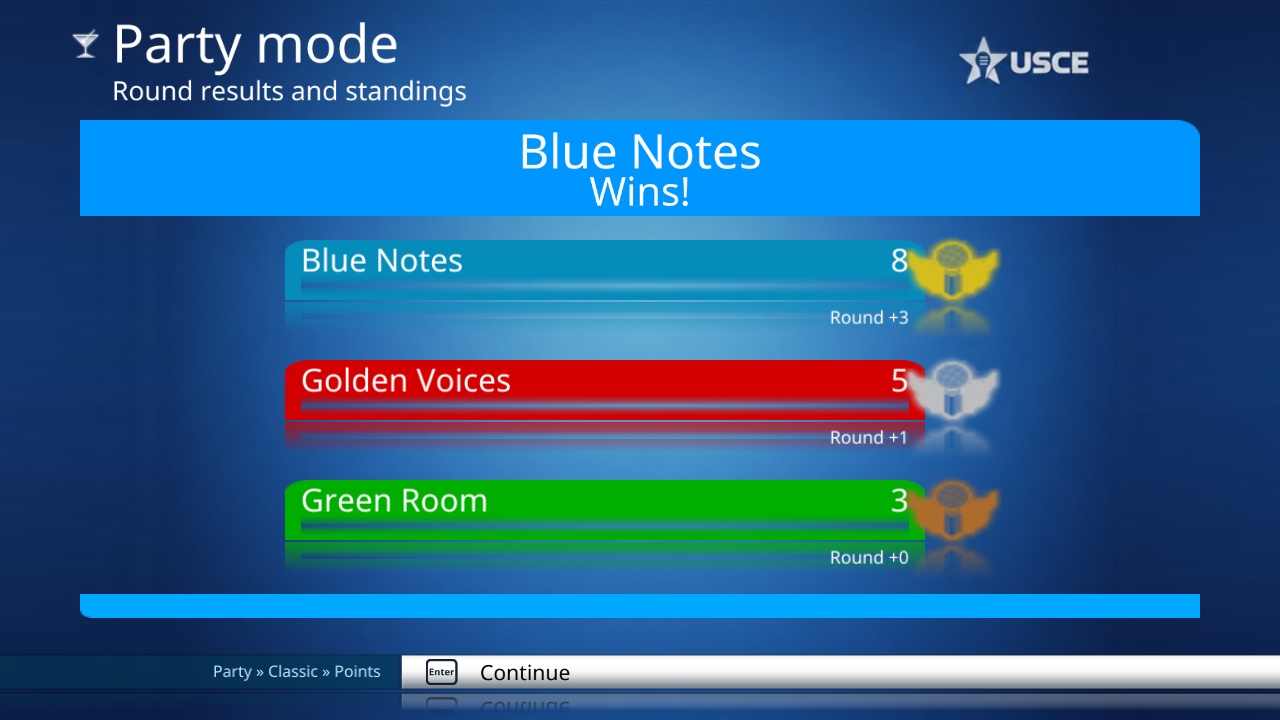 Party mode
Round results and standings
USCE
Blue Notes
Wins!
Blue Notes 8
Round +3
Golden Voices 5
Round +1
Green Room 3
Round +0
Party » Classic » Points
Enter Continue